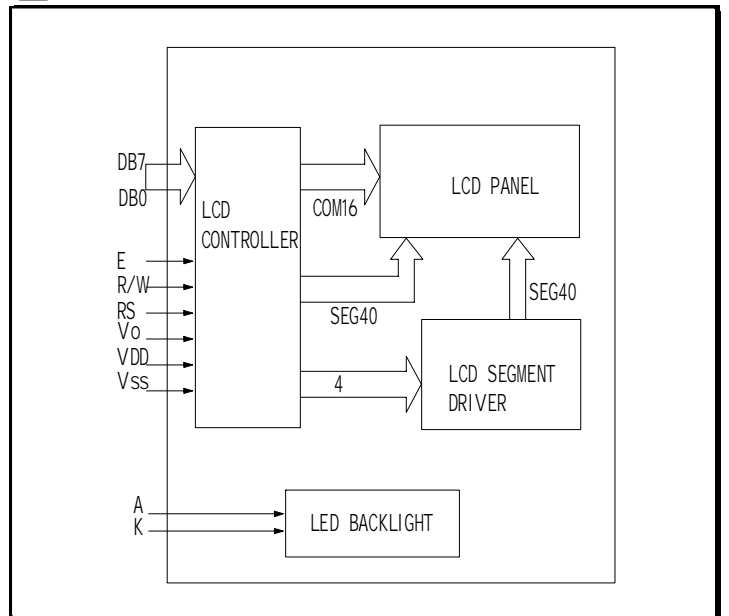 DB7
DB0
LCD
CONTROLLER
COM16
LCD PANEL
E
R/W
RS
Vo
VDD
Vss
SEG40
SEG40
4
LCD SEGMENT
DRIVER
A
K
LED BACKLIGHT